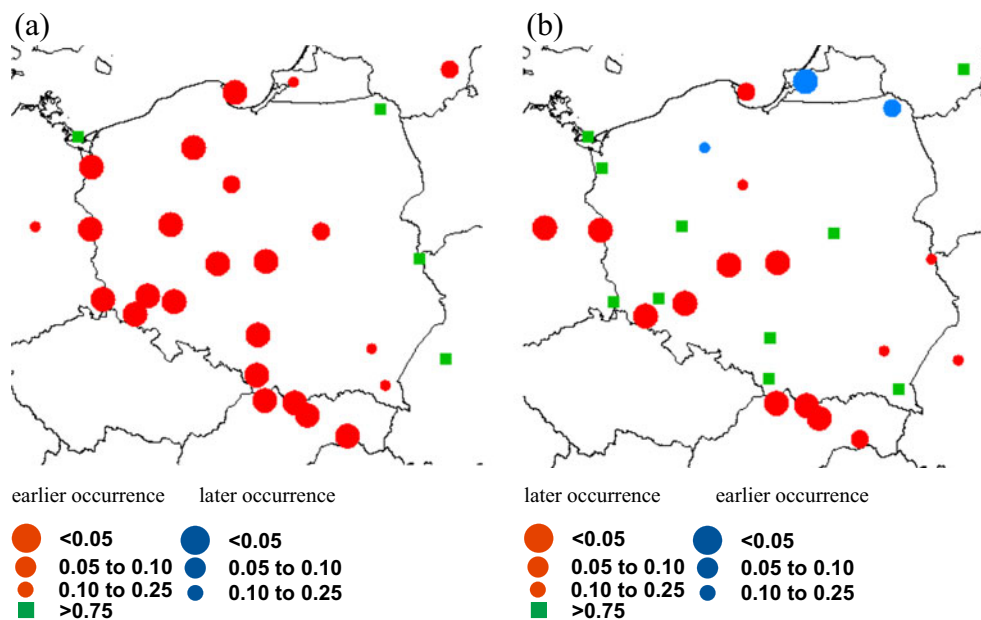 (a)
(b)
earlier occurrence later occurrence
<0.05 <0.05
0.05 to 0.10 0.05 to 0.10
0.10 to 0.25 0.10 to 0.25
>0.75
later occurrence earlier occurrence
<0.05 <0.05
0.05 to 0.10 0.05 to 0.10
0.10 to 0.25 0.10 to 0.25
>0.75